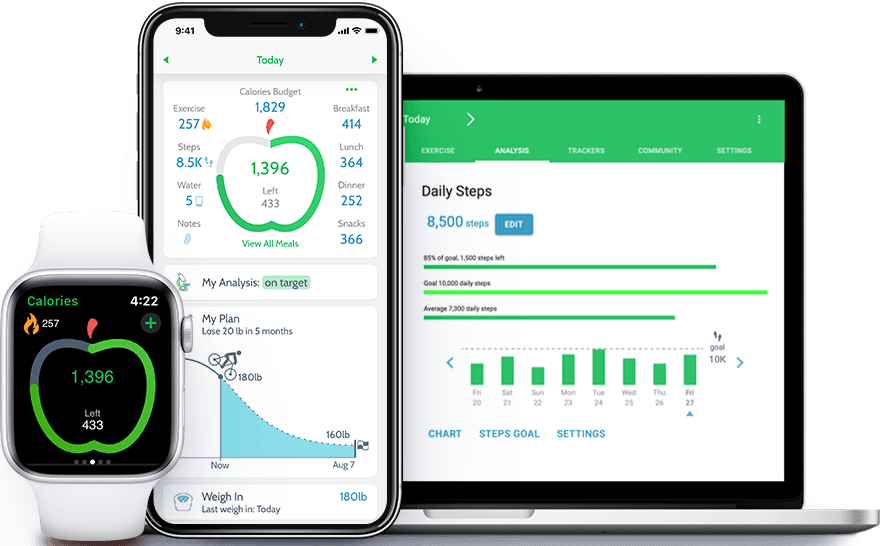 9:41
Today
Calories Budget
1,829
Exercise
257
Steps
8.5K
Water
5
Notes
Breakfast
414
Lunch
364
Dinner
252
Snacks
366
1,396
Left
433
View All Meals
My Analysis: on target
My Plan
Lose 20 lb in 5 months
180lb
160lb
Now
Aug 7
Weigh In
Last weigh in: Today
180lb
Calories
4:22
257
1,396
Left
433
Today
EXERCISE
ANALYSIS
TRACKERS
COMMUNITY
SETTINGS
Daily Steps
8,500 steps
EDIT
85% of goal, 1,500 steps left
Goal 10,000 daily steps
Average 7,300 daily steps
goal
10K
Fri 20
Sat 21
Sun 22
Mon 23
Tue 24
Wed 25
Thu 26
Fri 27
CHART
STEPS GOAL
SETTINGS